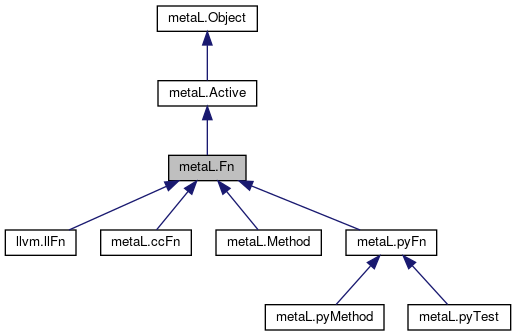 metaL.Object
metaL.Active
metaL.Fn
llvm.llFn
metaL.ccFn
metaL.Method
metaL.pyFn
metaL.pyMethod
metaL.pyTest